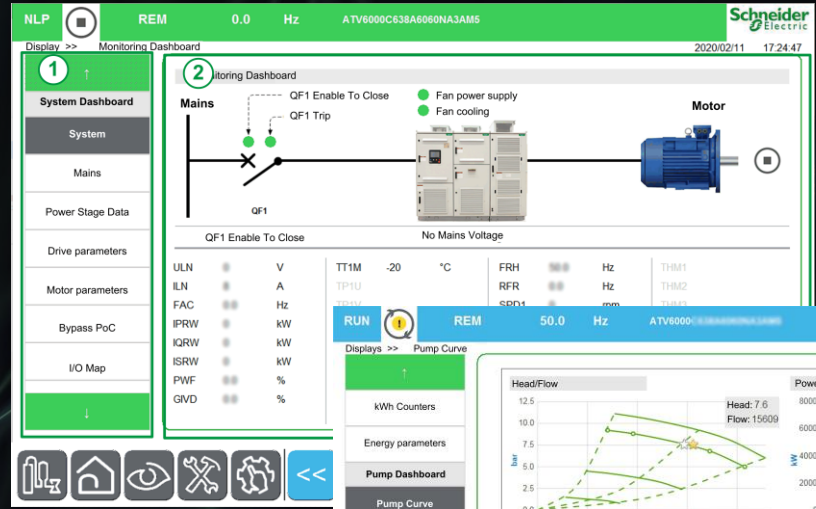 NLP REM 0.0 Hz ATV6000C638A6060NA3AM5 Schneider Electric
Display >> Monitoring Dashboard 2020/02/11 17.24:47
1
2
↑
System Dashboard
System
Mains
Power Stage Data
Drive parameters
Motor parameters
Bypass PoC
I/O Map
↓
itoring Dashboard
Mains
QF1 Enable To Close
QF1 Trip
Fan power supply
Fan cooling
Motor
QF1
QF1 Enable To Close No Mains Voltage
ULN V TT1M -20 °C FRH Hz THM1
ILN A TP1U RFR Hz THM2
FAC Hz TP1V SPD1 rpm THM3
IPRW kW
IQRW kW
ISRW kW
PWF %
GIVD %
<<
RUN REM 50.0 Hz ATV6000
Displays >> Pump Curve
↑
kWh Counters
Energy parameters
Pump Dashboard
Pump Curve
Head/Flow
Head: 7.6
Flow: 15609
12.5
10.0
7.5
5.0
2.5
0.0
bar
Powe
8000
6000
4000
2000
kW